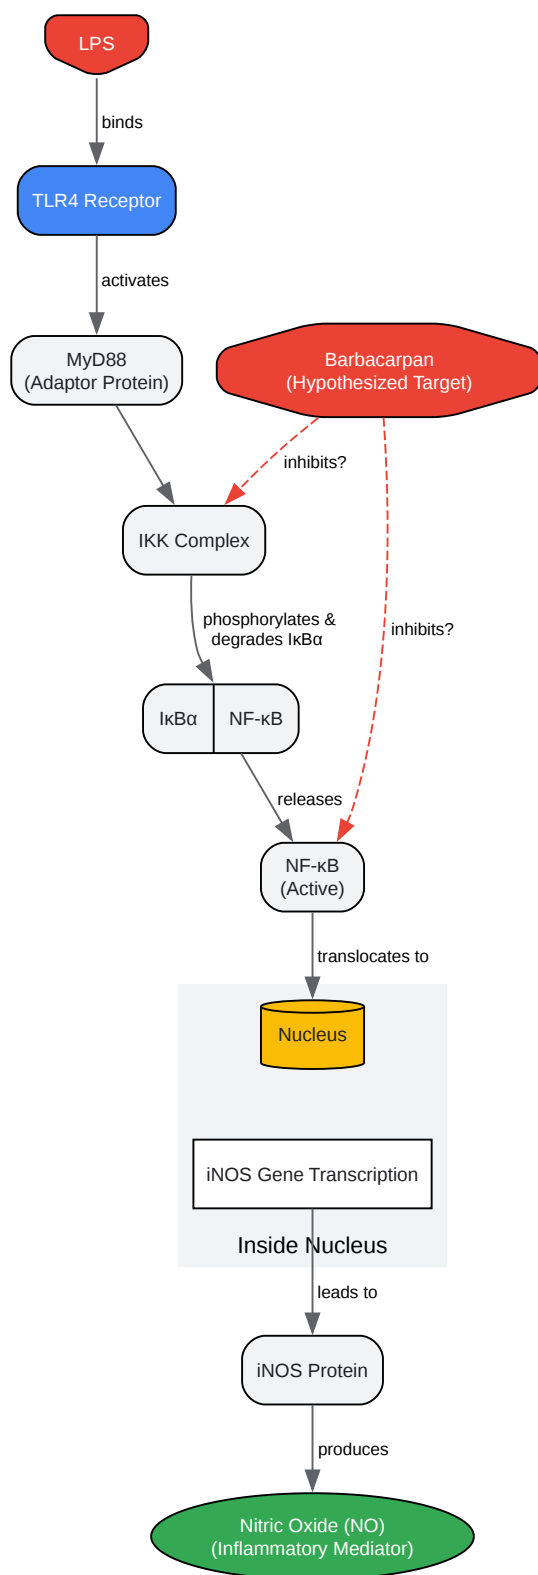 LPS
binds
TLR4 Receptor
activates
MyD88
(Adaptor Protein)
Barbacarpan
(Hypothesized Target)
inhibits?
IKK Complex
phosphorylates &
degrades IκBα
inhibits?
IκBα
NF-κB
releases
NF-κB
(Active)
translocates to
Nucleus
iNOS Gene Transcription
Inside Nucleus
leads to
iNOS Protein
produces
Nitric Oxide (NO)
(Inflammatory Mediator)